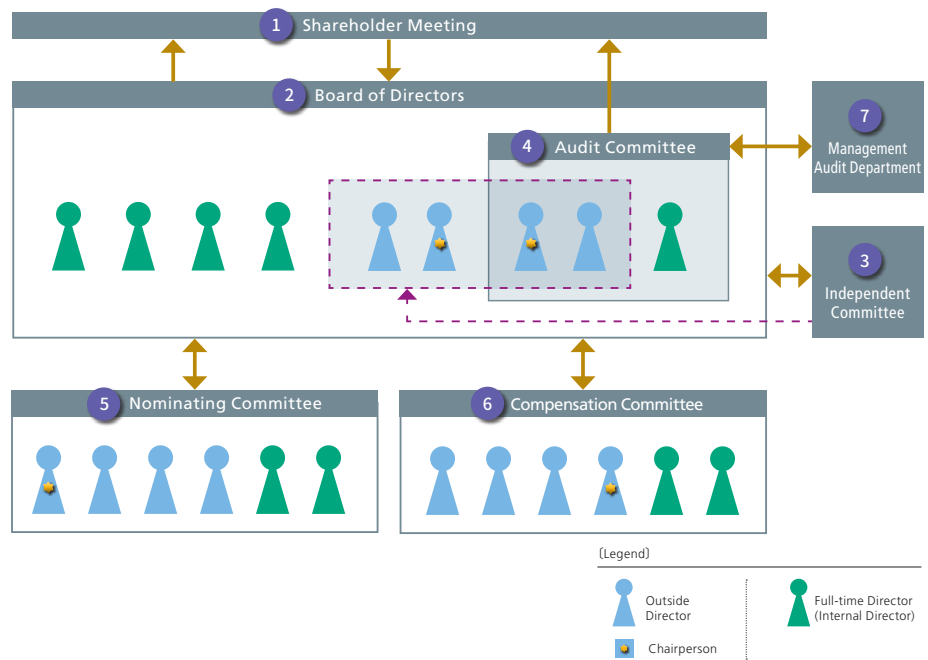 1 Shareholder Meeting
2 Board of Directors
4 Audit Committee
7
Management
Audit Department
3
Independent
Committee
5 Nominating Committee
6 Compensation Committee
〔Legend〕
Outside
Director
Full-time Director
(Internal Director)
Chairperson